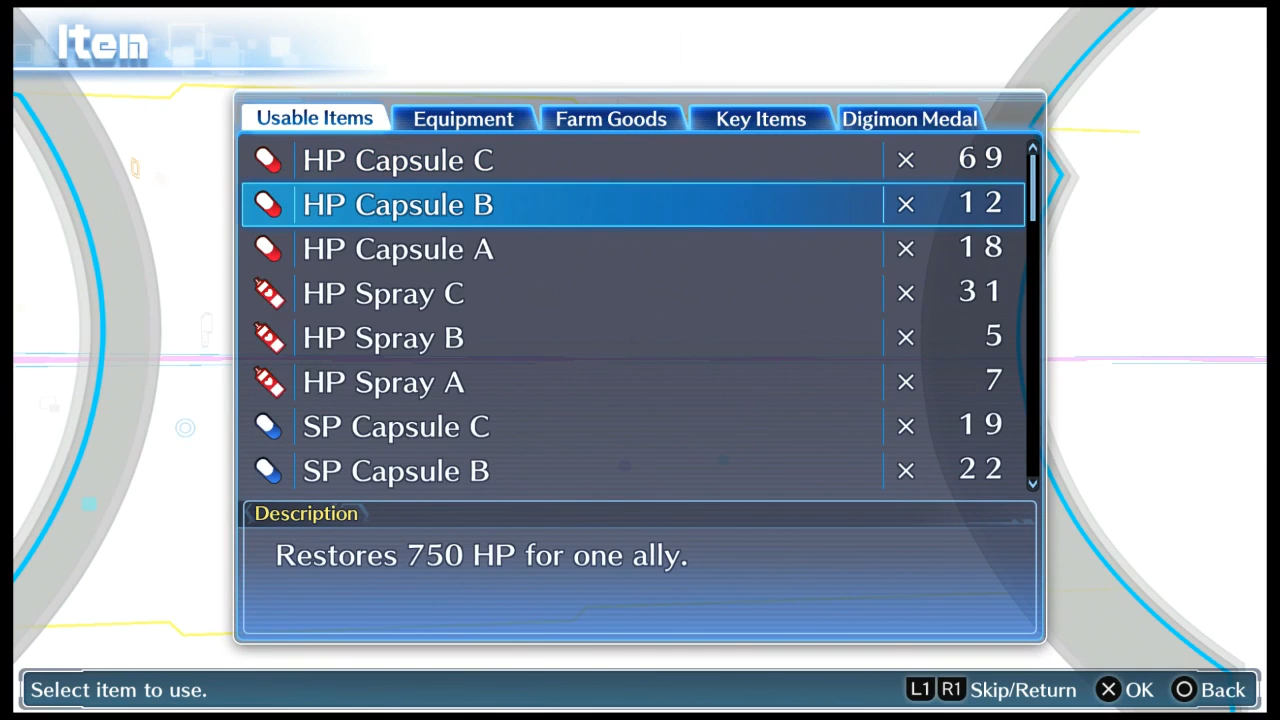 Item
Usable Items Equipment Farm Goods Key Items Digimon Medal
HP Capsule C × 69
HP Capsule B × 12
HP Capsule A × 18
HP Spray C × 31
HP Spray B × 5
HP Spray A × 7
SP Capsule C × 19
SP Capsule B × 22
Description
Restores 750 HP for one ally.
Select item to use. L1 R1 Skip/Return OK Back